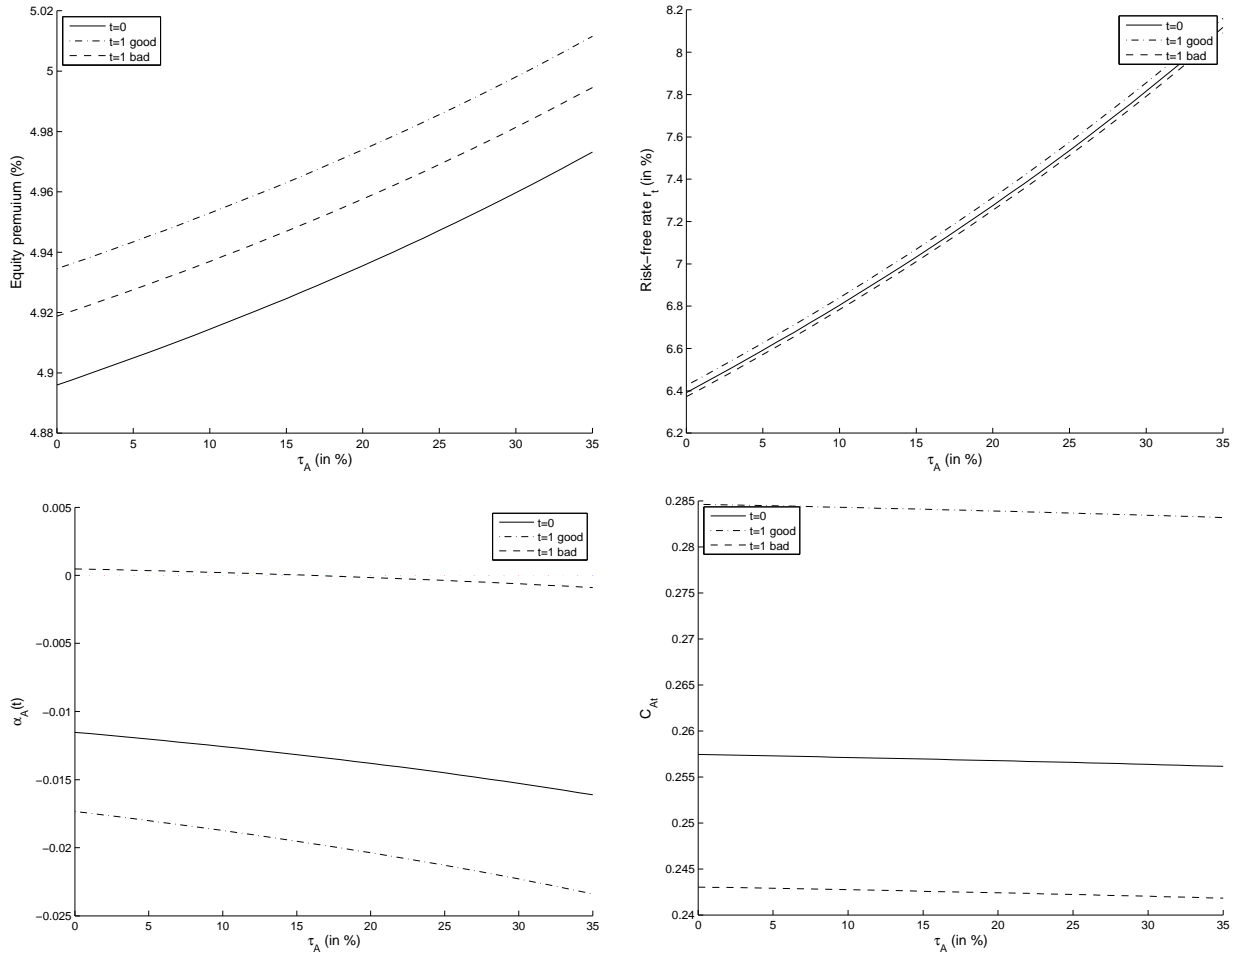 5.02
5
4.98
4.96
4.94
4.92
4.9
4.88
Equity premuium (%)
t=0
t=1 good
t=1 bad
0 5 10 15 20 25 30 35
τ_A (in %)
8.2
8
7.8
7.6
7.4
7.2
7
6.8
6.6
6.4
6.2
Risk−free rate r_t (in %)
t=0
t=1 good
t=1 bad
0 5 10 15 20 25 30 35
τ_A (in %)
0.005
0
−0.005
−0.01
−0.015
−0.02
−0.025
α_A(t)
t=0
t=1 good
t=1 bad
0 5 10 15 20 25 30 35
τ_A (in %)
0.285
0.28
0.275
0.27
0.265
0.26
0.255
0.25
0.245
0.24
C_At
t=0
t=1 good
t=1 bad
0 5 10 15 20 25 30 35
τ_A (in %)